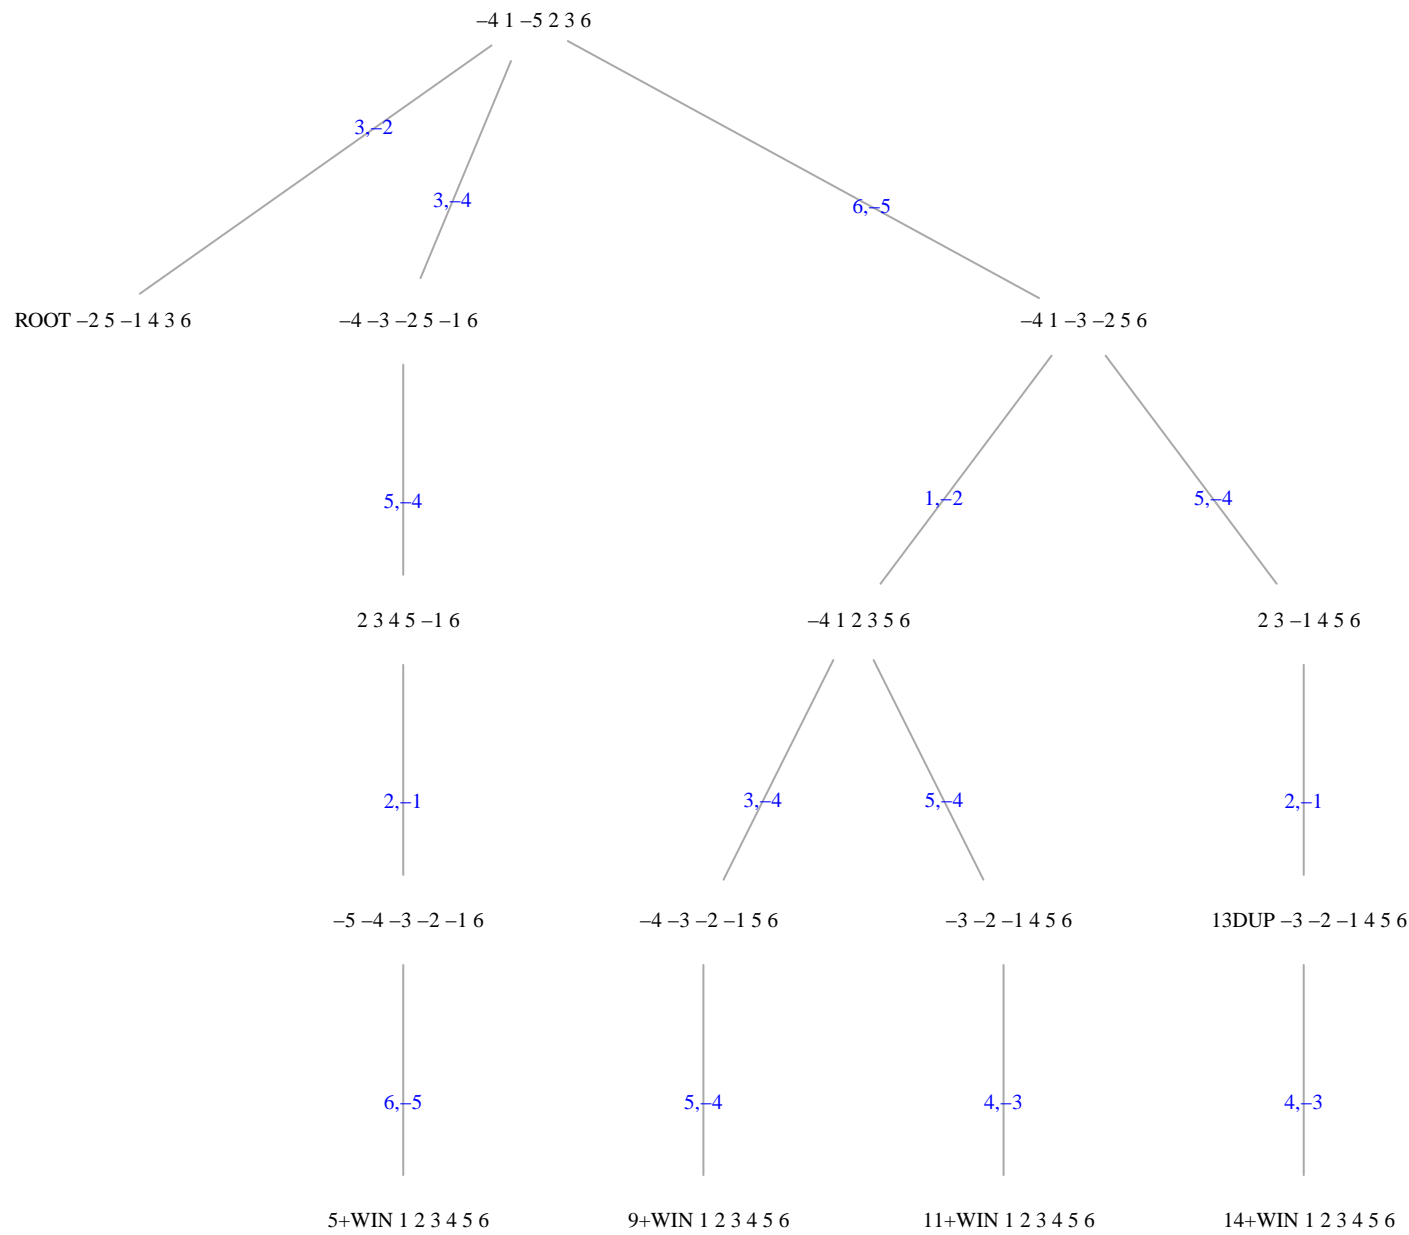 –4 1 –5 2 3 6
3,–2
3,–4
6,–5
ROOT –2 5 –1 4 3 6
–4 –3 –2 5 –1 6
–4 1 –3 –2 5 6
5,–4
1,–2
5,–4
2 3 4 5 –1 6
–4 1 2 3 5 6
2 3 –1 4 5 6
2,–1
3,–4
5,–4
2,–1
–5 –4 –3 –2 –1 6
–4 –3 –2 –1 5 6
–3 –2 –1 4 5 6
13DUP –3 –2 –1 4 5 6
6,–5
5,–4
4,–3
4,–3
5+WIN 1 2 3 4 5 6
9+WIN 1 2 3 4 5 6
11+WIN 1 2 3 4 5 6
14+WIN 1 2 3 4 5 6